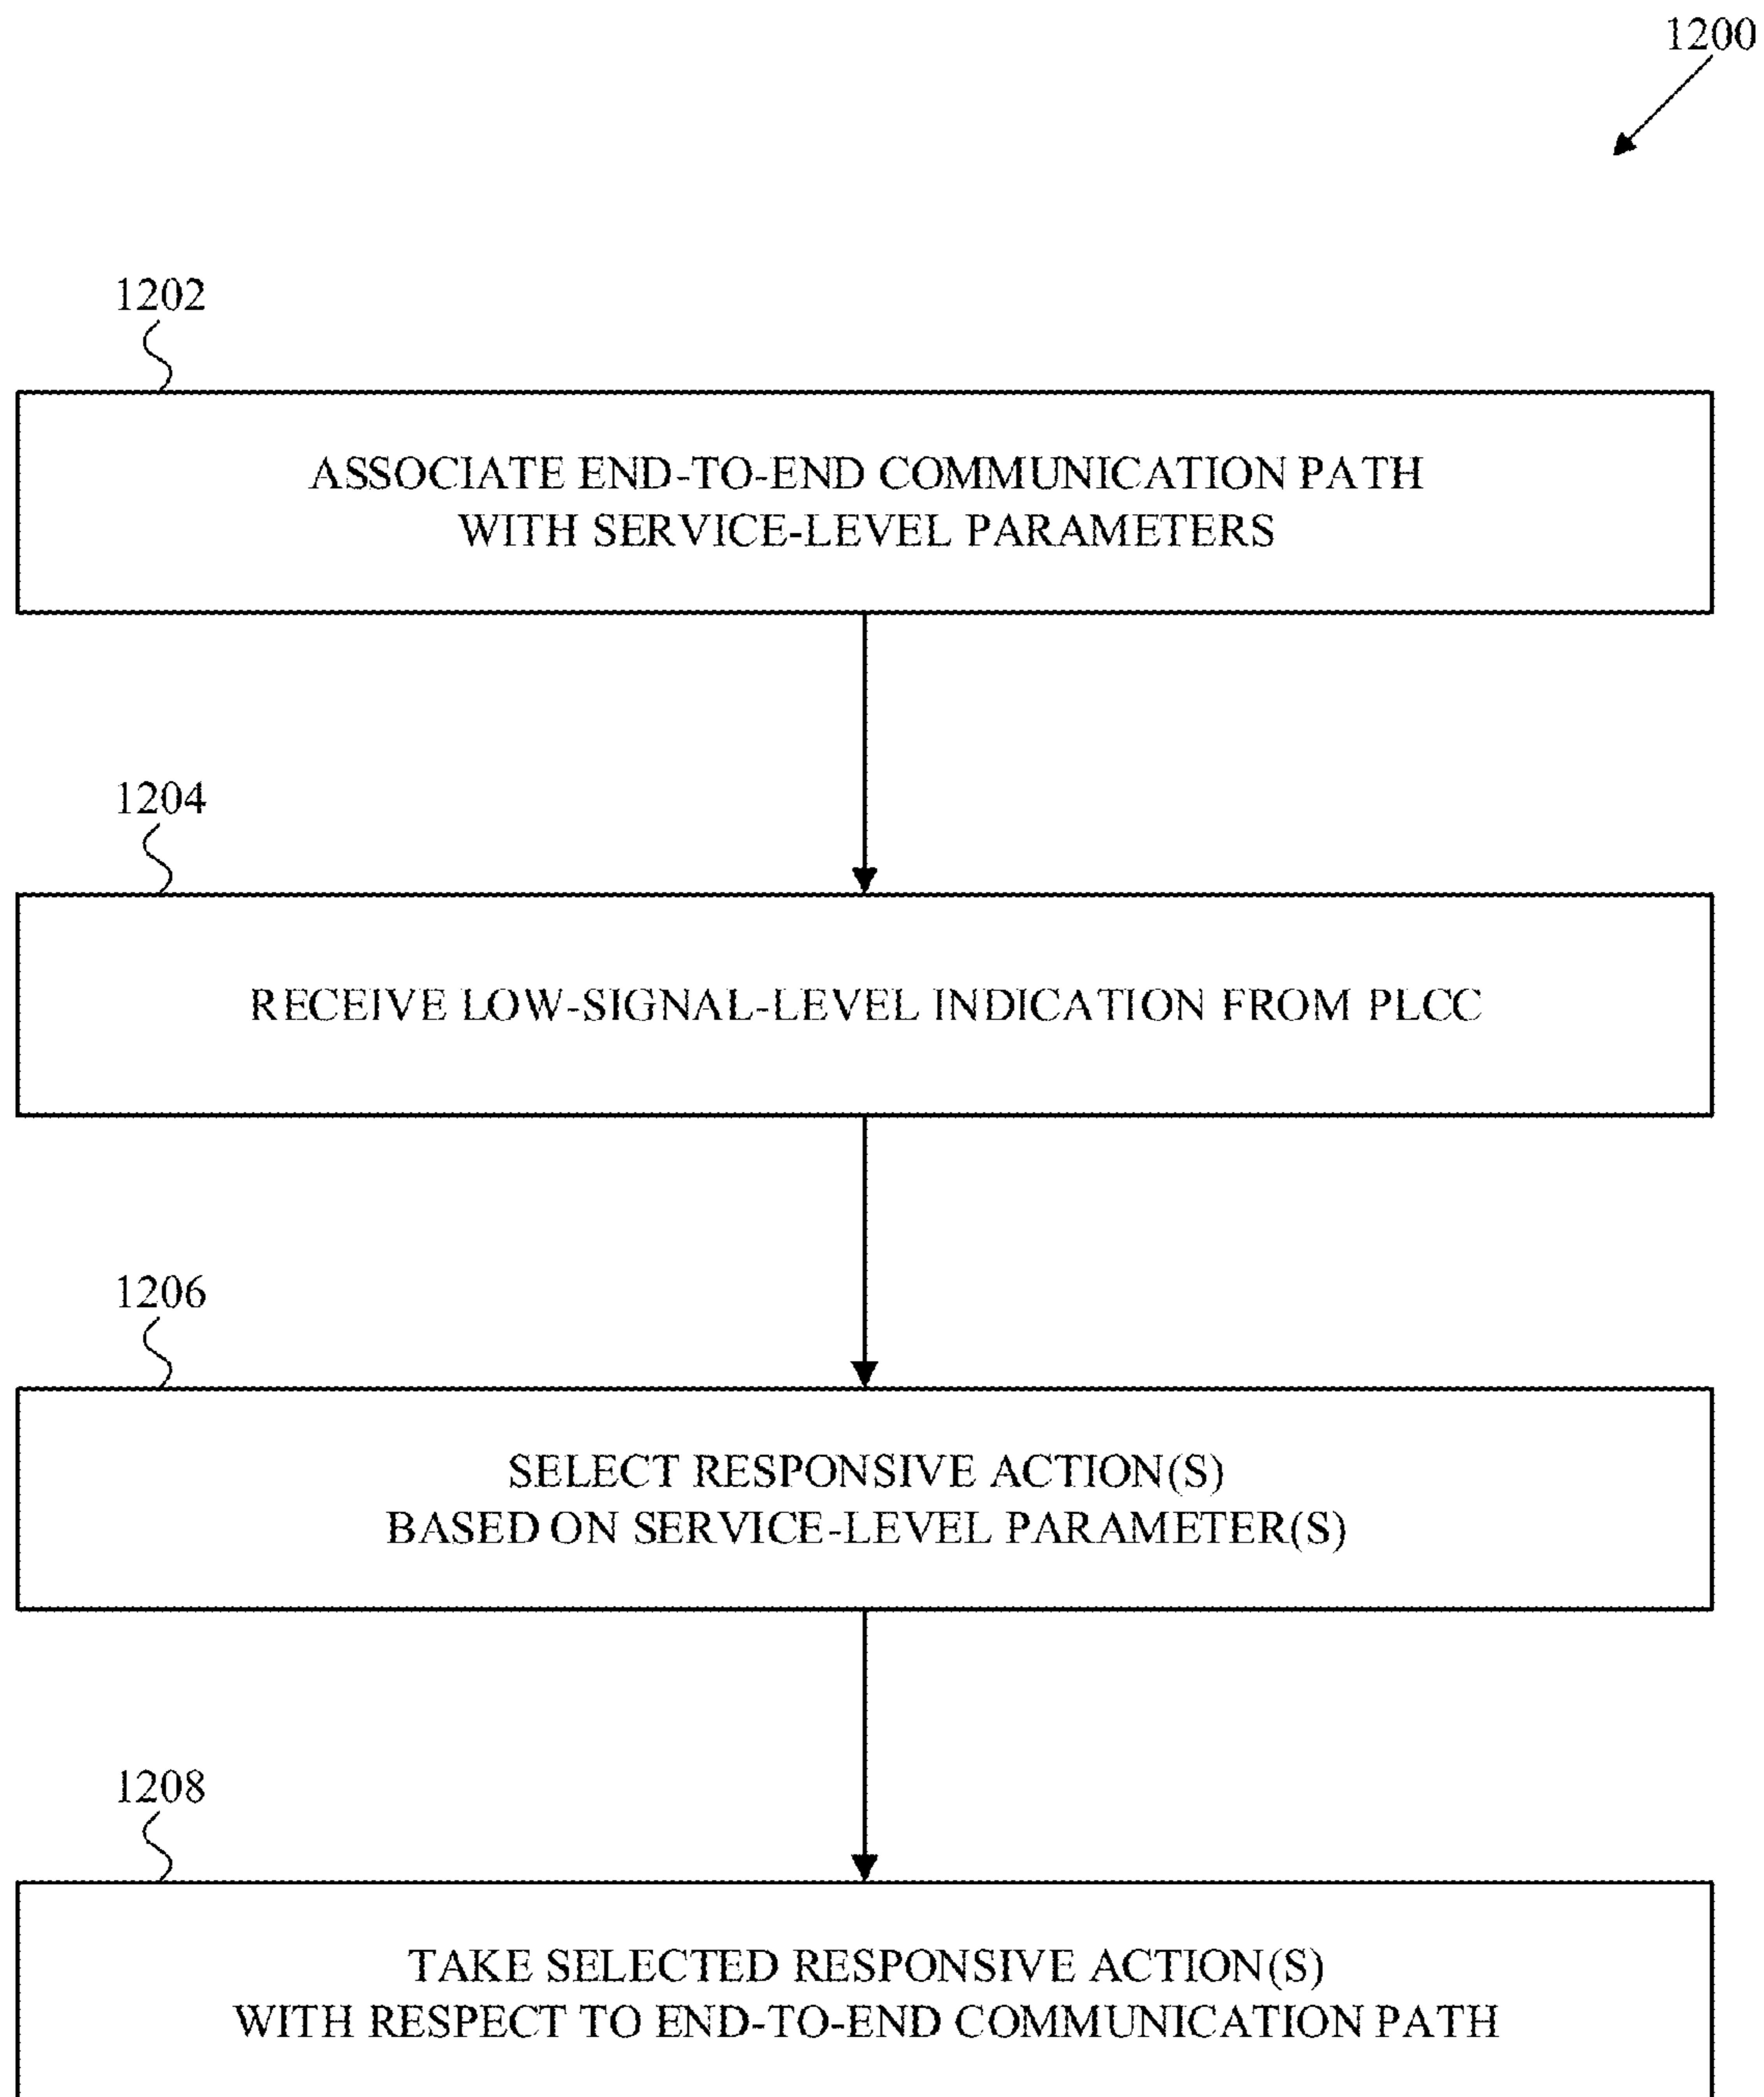 1200
1202
ASSOCIATE END-TO-END COMMUNICATION PATH
WITH SERVICE-LEVEL PARAMETERS
1204
RECEIVE LOW-SIGNAL-LEVEL INDICATION FROM PLCC
1206
SELECT RESPONSIVE ACTION(S)
BASED ON SERVICE-LEVEL PARAMETER(S)
1208
TAKE SELECTED RESPONSIVE ACTION(S)
WITH RESPECT TO END-TO-END COMMUNICATION PATH